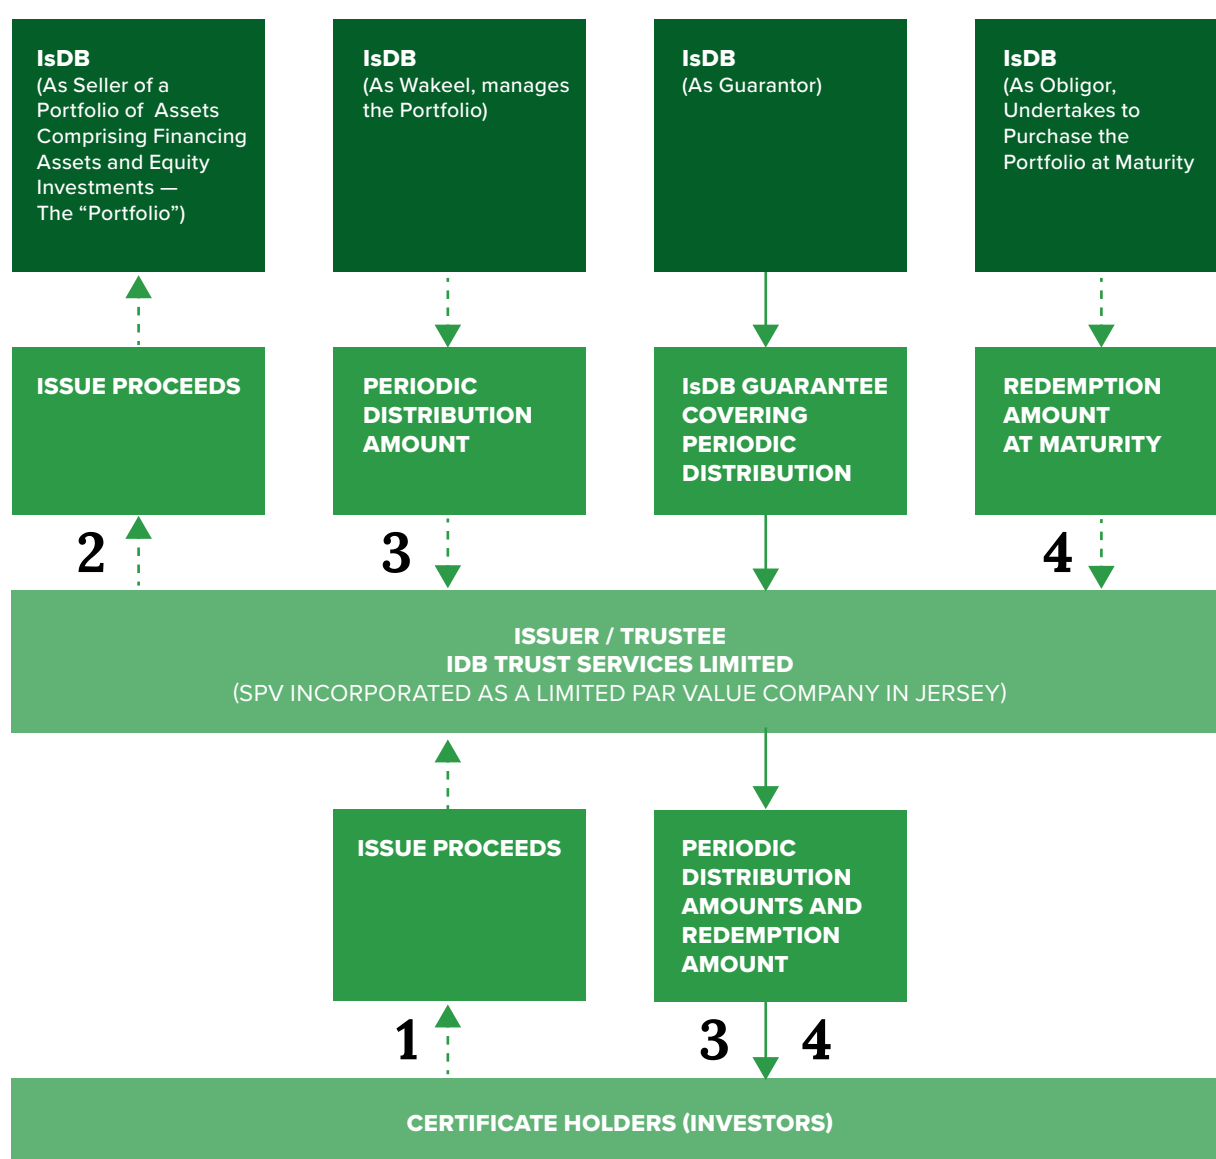 IsDB
(As Seller of a
Portfolio of Assets
Comprising Financing
Assets and Equity
Investments —
The “Portfolio”)
IsDB
(As Wakeel, manages
the Portfolio)
IsDB
(As Guarantor)
IsDB
(As Obligor,
Undertakes to
Purchase the
Portfolio at Maturity
ISSUE PROCEEDS
PERIODIC
DISTRIBUTION
AMOUNT
IsDB GUARANTEE
COVERING
PERIODIC
DISTRIBUTION
REDEMPTION
AMOUNT
AT MATURITY
2
3
4
ISSUER / TRUSTEE
IDB TRUST SERVICES LIMITED
(SPV INCORPORATED AS A LIMITED PAR VALUE COMPANY IN JERSEY)
ISSUE PROCEEDS
PERIODIC
DISTRIBUTION
AMOUNTS AND
REDEMPTION
AMOUNT
1
3
4
CERTIFICATE HOLDERS (INVESTORS)